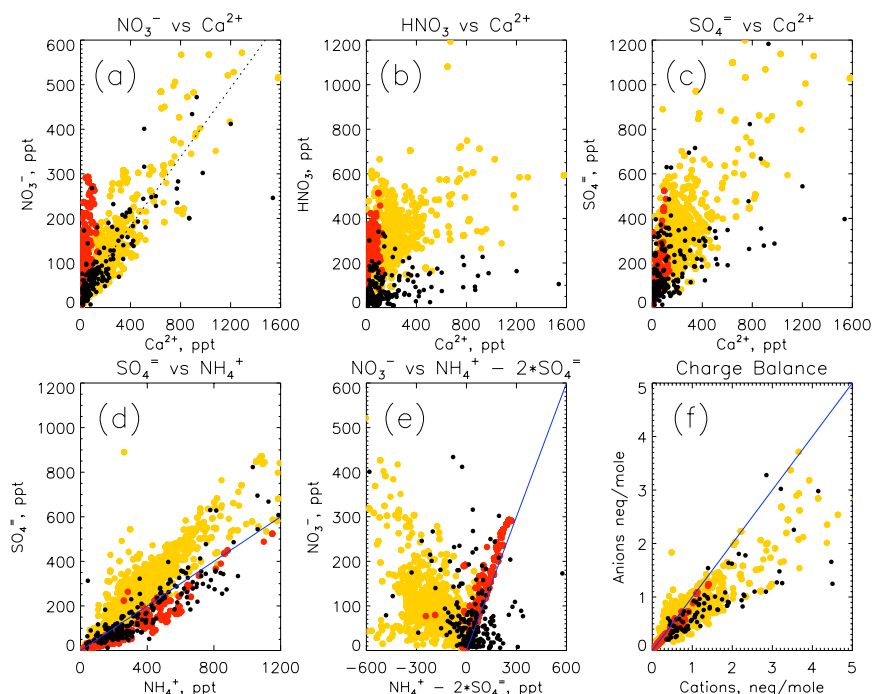 NO₃⁻ vs Ca²⁺
HNO₃ vs Ca²⁺
SO₄⁼ vs Ca²⁺
(a)
(b)
(c)
600
500
400
300
200
100
0
NO₃⁻, ppt
0 400 800 1200 1600
Ca²⁺, ppt
1200
1000
800
600
400
200
0
HNO₃, ppt
0 400 800 1200 1600
Ca²⁺, ppt
1200
1000
800
600
400
200
0
SO₄⁼, ppt
0 400 800 1200 1600
Ca²⁺, ppt
SO₄⁼ vs NH₄⁺
NO₃⁻ vs NH₄⁺ − 2*SO₄⁼
Charge Balance
(d)
(e)
(f)
1200
1000
800
600
400
200
0
SO₄⁼, ppt
0 400 800 1200
NH₄⁺, ppt
600
500
400
300
200
100
0
NO₃⁻, ppt
−600 −300 0 300 600
NH₄⁺ − 2*SO₄⁼, ppt
5
4
3
2
1
0
Anions neq/mole
0 1 2 3 4 5
Cations, neq/mole